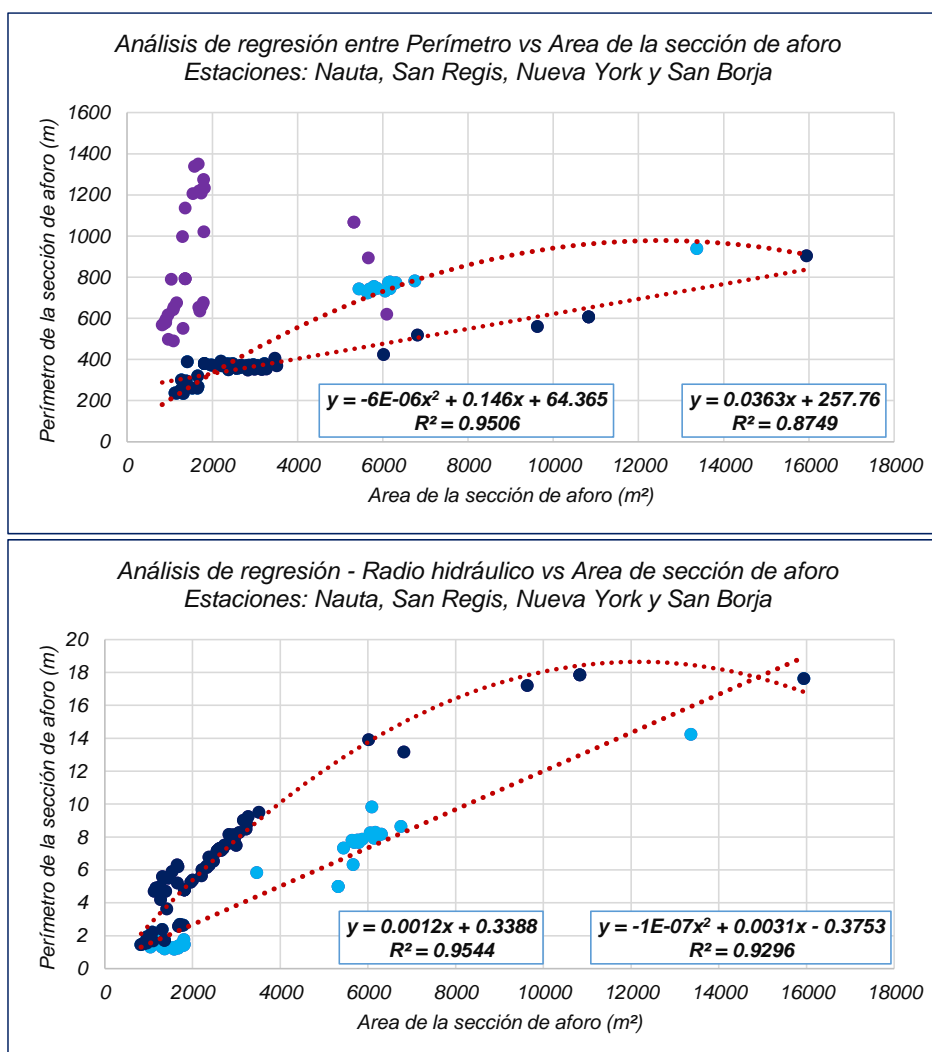 Análisis de regresión entre Perímetro vs Area de la sección de aforo
Estaciones: Nauta, San Regis, Nueva York y San Borja
Perímetro de la sección de aforo (m)
1600
1400
1200
1000
800
600
400
200
0
y = -6E-06x² + 0.146x + 64.365
R² = 0.9506
y = 0.0363x + 257.76
R² = 0.8749
0 2000 4000 6000 8000 10000 12000 14000 16000 18000
Area de la sección de aforo (m²)
Análisis de regresión - Radio hidráulico vs Area de sección de aforo
Estaciones: Nauta, San Regis, Nueva York y San Borja
Perímetro de la sección de aforo (m)
20
18
16
14
12
10
8
6
4
2
0
y = 0.0012x + 0.3388
R² = 0.9544
y = -1E-07x² + 0.0031x - 0.3753
R² = 0.9296
0 2000 4000 6000 8000 10000 12000 14000 16000 18000
Area de la sección de aforo (m²)